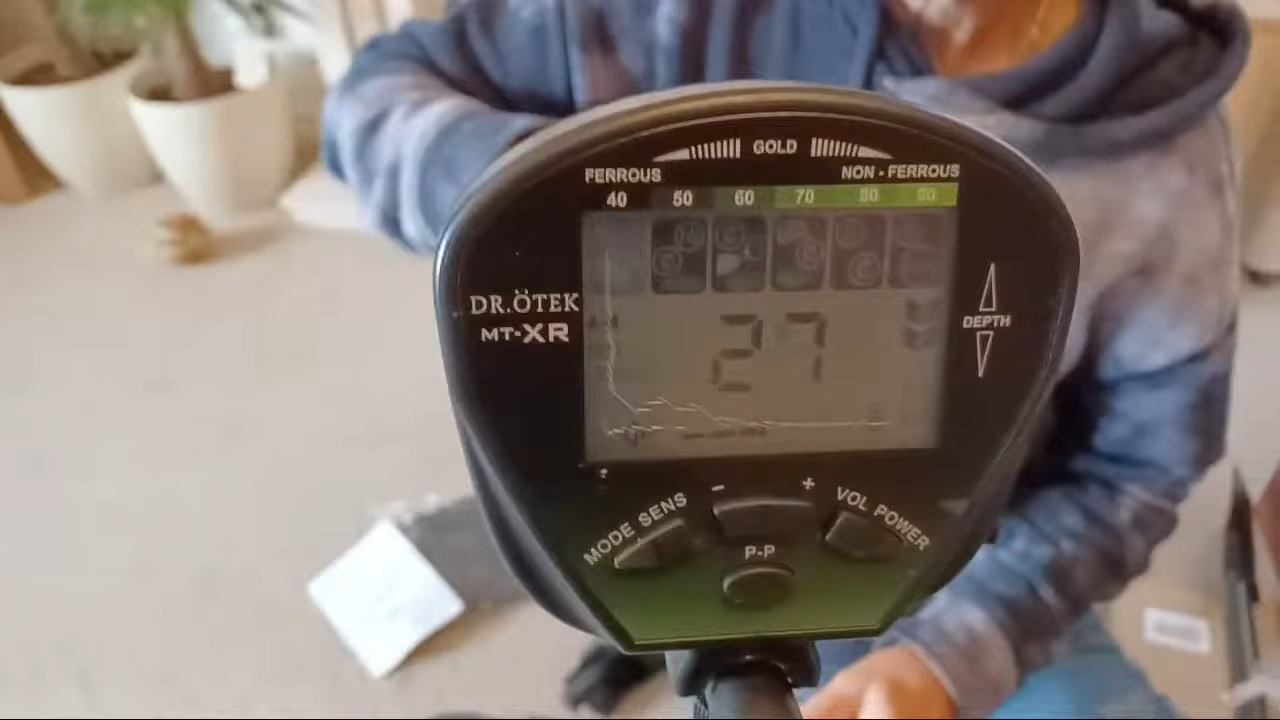 GOLD
FERROUS NON - FERROUS
40 50 60 70 80 90
DR.ÖTEK
MT-XR
27
DEPTH
- +
MODE SENS VOL POWER
P-P